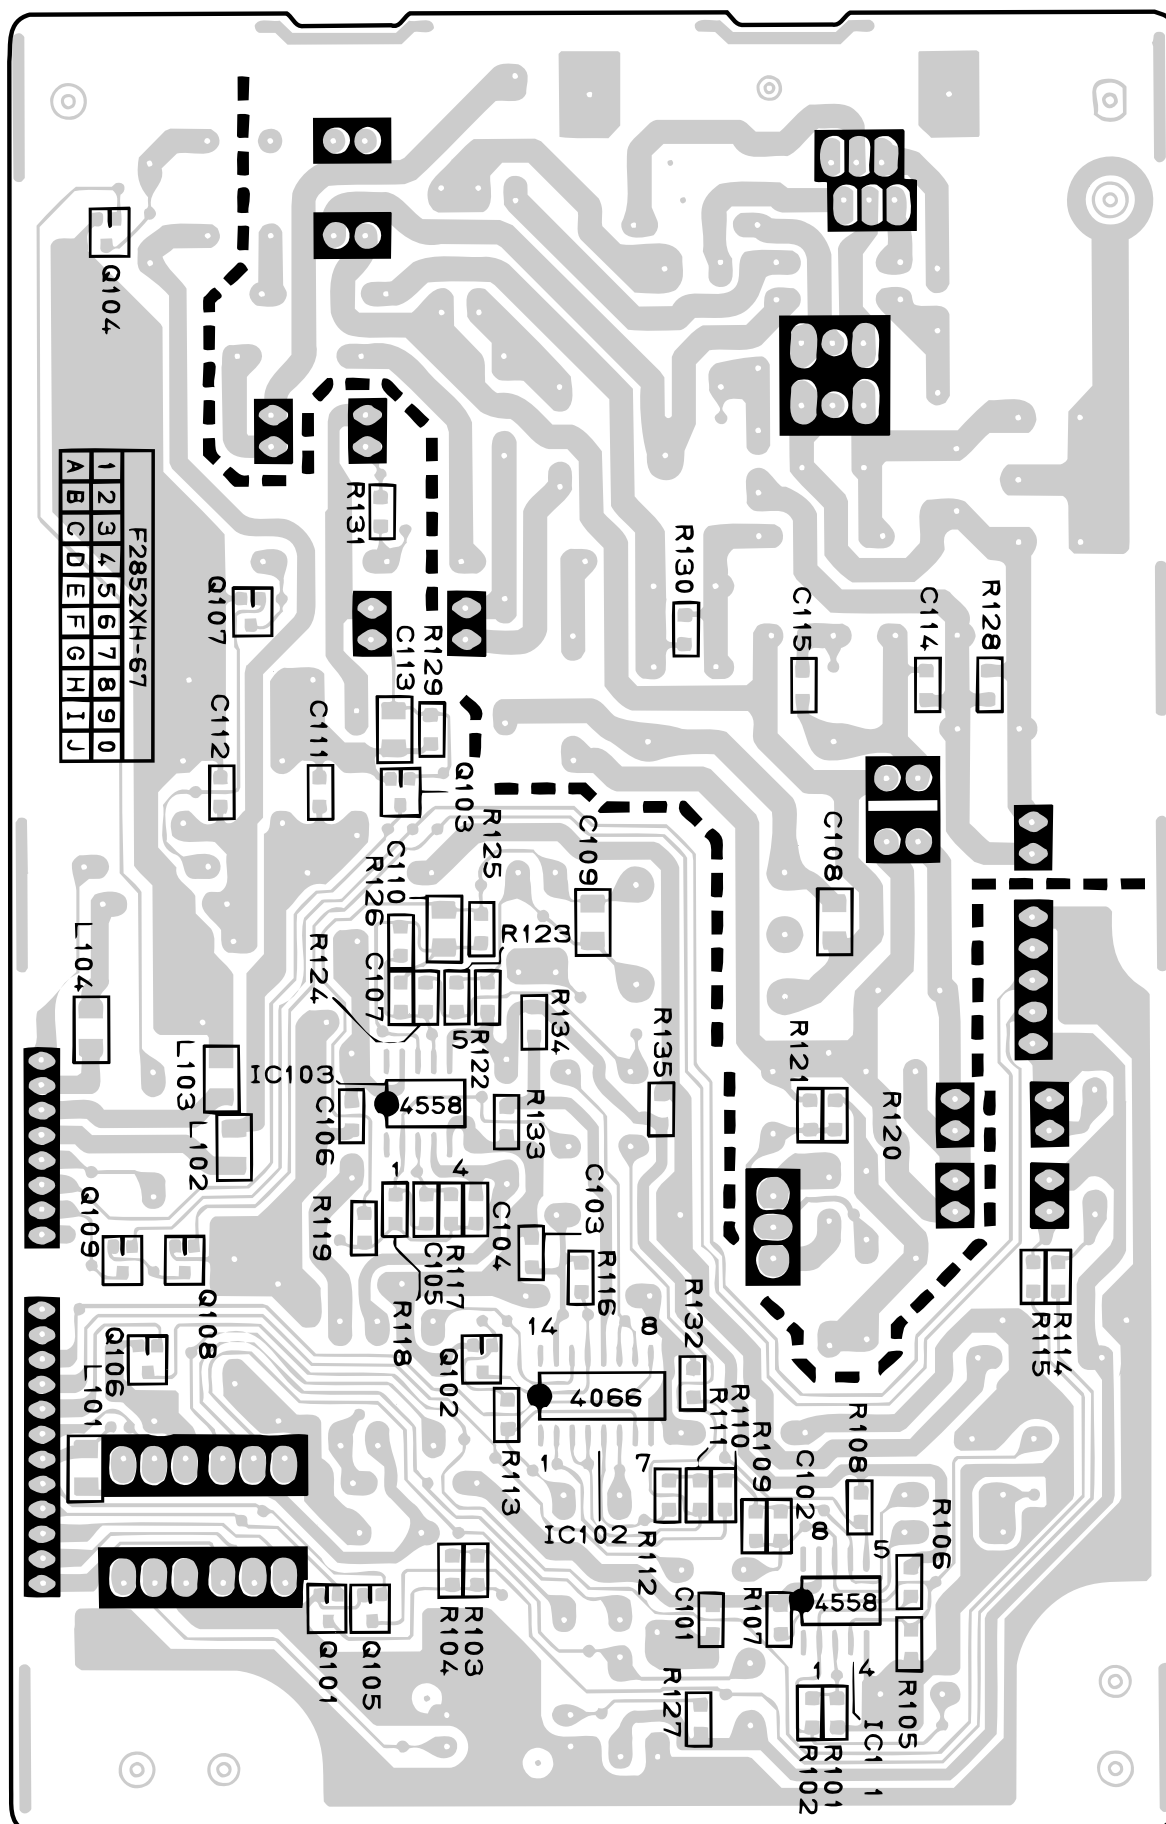 Q104
F2852XH-67
1 2 3 4 5 6 7 8 9 0
A B C D E F G H I J
R131
R130
Q107
C113
R129
C115
C114
R128
C112
C111
Q103
R125
C109
C108
C110
R126
R123
L104
R124
C107
R134
R135
R121
5
R122
L103
IC103
4558
C106
R133
R120
L102
1
4
Q109
R119
C104
C103
C105
R117
R116
R118
Q108
14
8
R132
R115
R114
Q106
Q102
4066
L101
R111
R110
R109
R108
1
7
R113
C102
IC102
8
5
R106
R112
C101
R107
4558
R104
R103
Q101
Q105
1
4
R127
R105
IC1 1
R102
R101